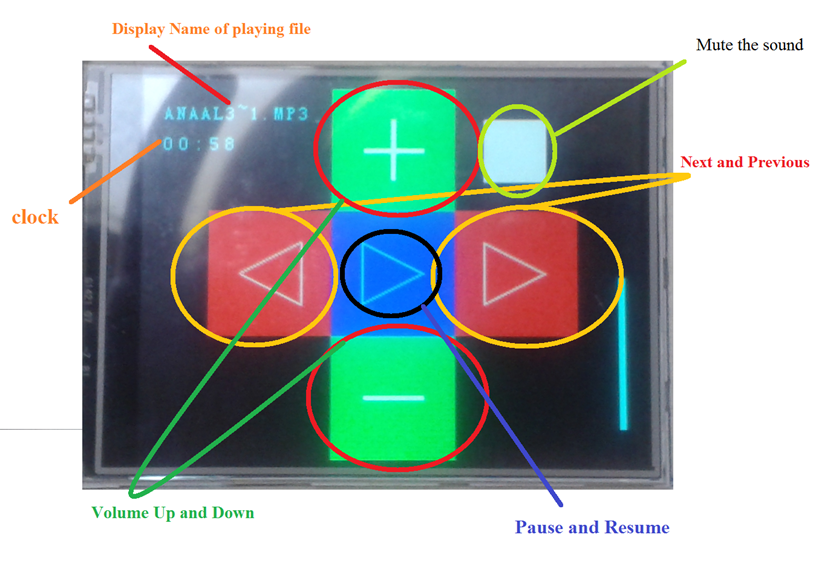 Display Name of playing file
Mute the sound
ANAAL3~1.MP3
00:58
Next and Previous
clock
+
−
Volume Up and Down
Pause and Resume